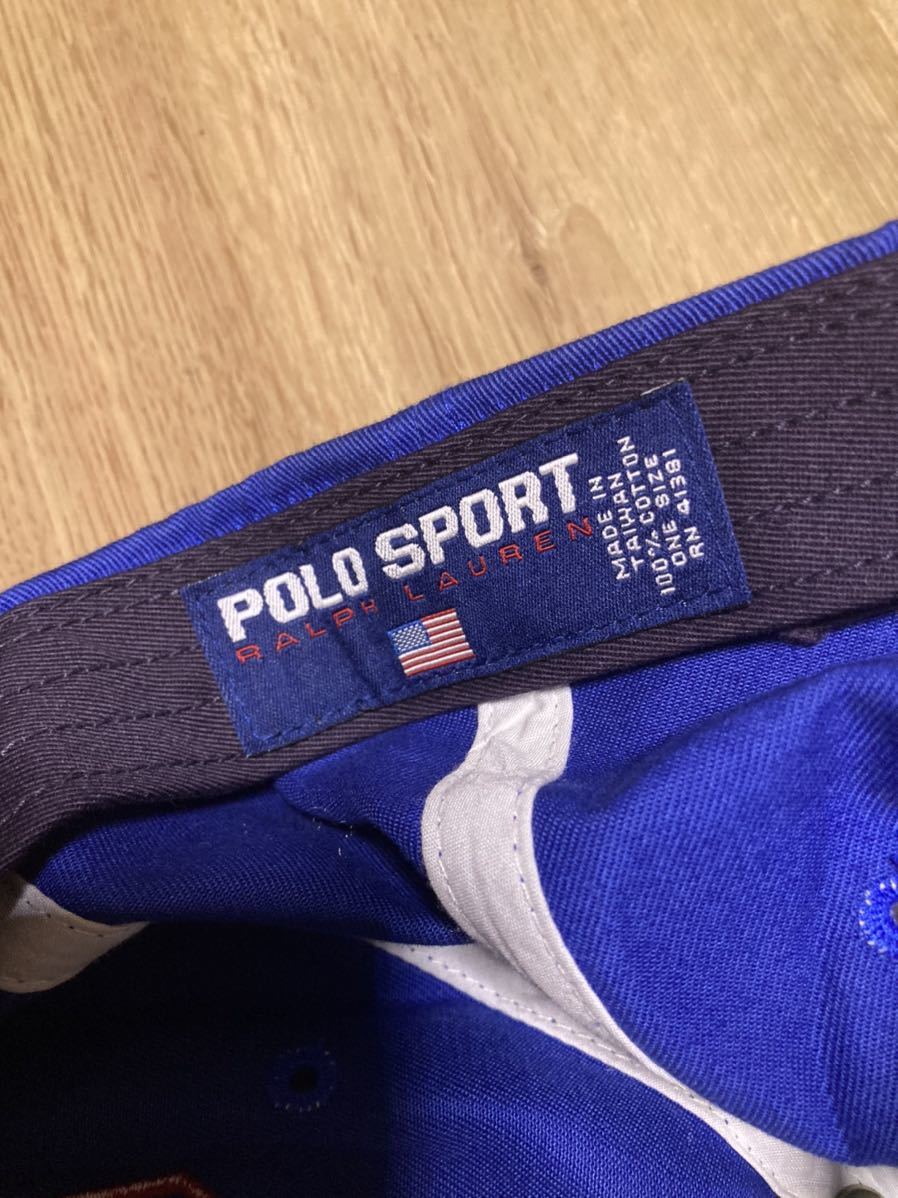 POLO SPORT
RALPH LAUREN
MADE IN
TAIWAN
100% COTTON
ONE SIZE
RN 41381